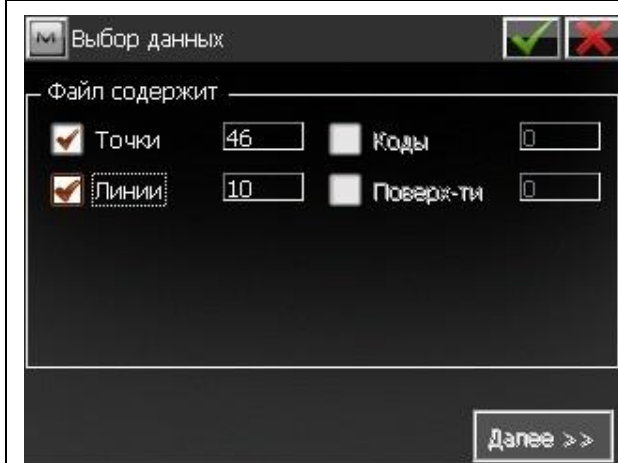 Выбор данных
Файл содержит
Точки 46 Коды 0
Линии 10 Поверх-ти 0
Далее >>